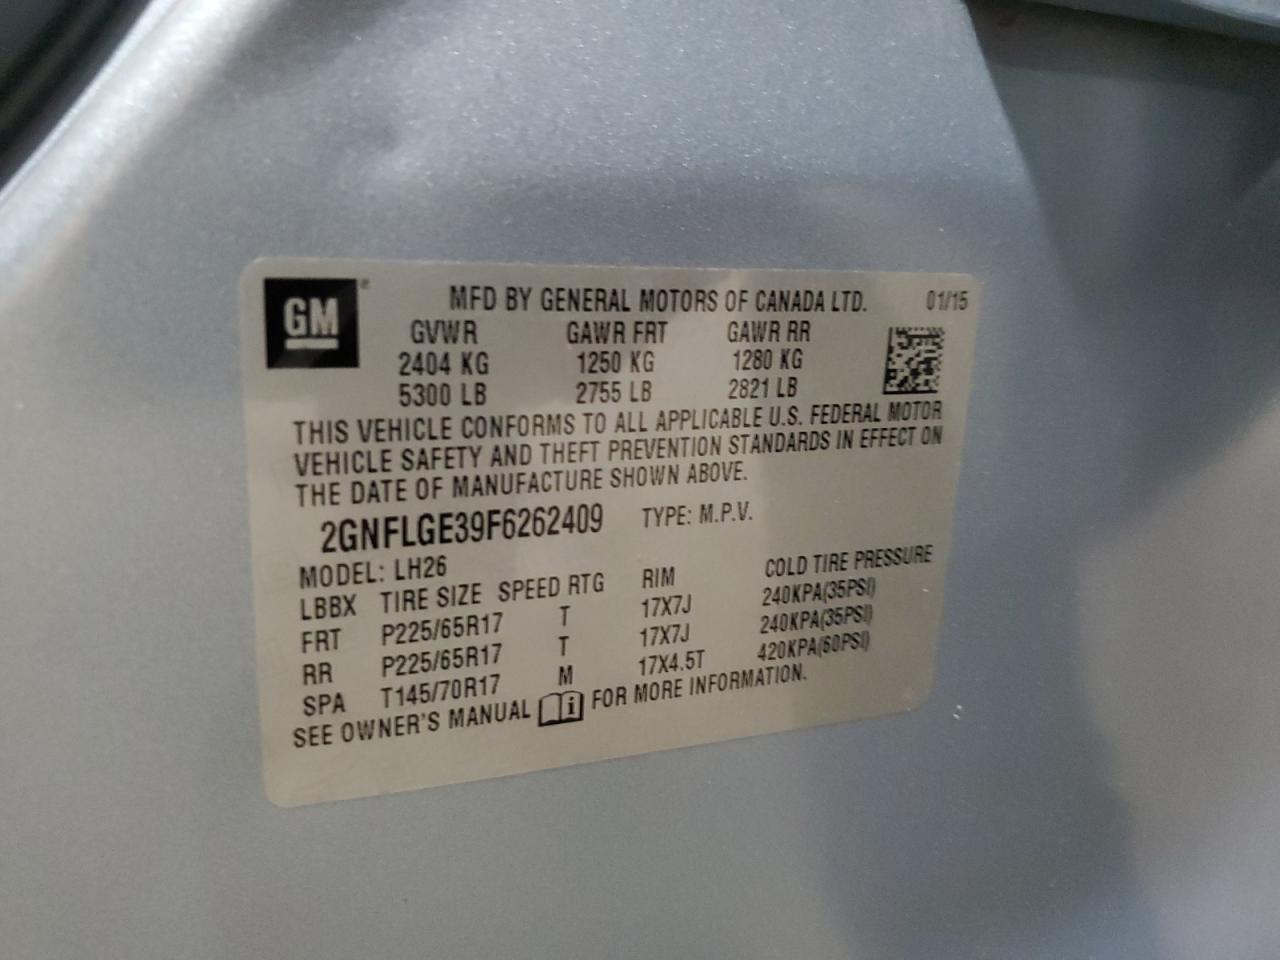 GM®
MFD BY GENERAL MOTORS OF CANADA LTD. 01/15
GVWR GAWR FRT GAWR RR
2404 KG 1250 KG 1280 KG
5300 LB 2755 LB 2821 LB
THIS VEHICLE CONFORMS TO ALL APPLICABLE U.S. FEDERAL MOTOR
VEHICLE SAFETY AND THEFT PREVENTION STANDARDS IN EFFECT ON
THE DATE OF MANUFACTURE SHOWN ABOVE.
2GNFLGE39F6262409 TYPE: M.P.V.
MODEL: LH26
LBBX TIRE SIZE SPEED RTG RIM COLD TIRE PRESSURE
FRT P225/65R17 T 17X7J 240KPA(35PSI)
RR P225/65R17 T 17X7J 240KPA(35PSI)
SPA T145/70R17 M 17X4.5T 420KPA(60PSI)
SEE OWNER'S MANUAL i FOR MORE INFORMATION.